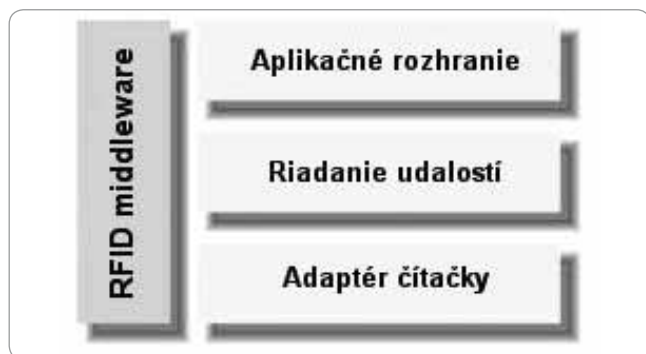 RFID middleware
Aplikačné rozhranie
Riadanie udalostí
Adaptér čítačky